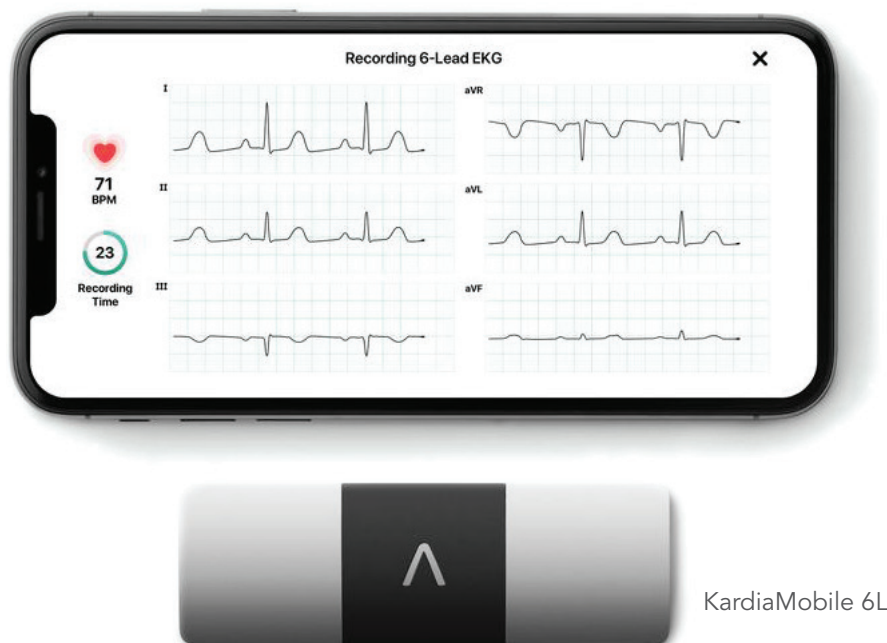 Recording 6-Lead EKG
X
I
aVR
71
BPM
II
aVL
23
Recording
Time
III
aVF
KardiaMobile 6L